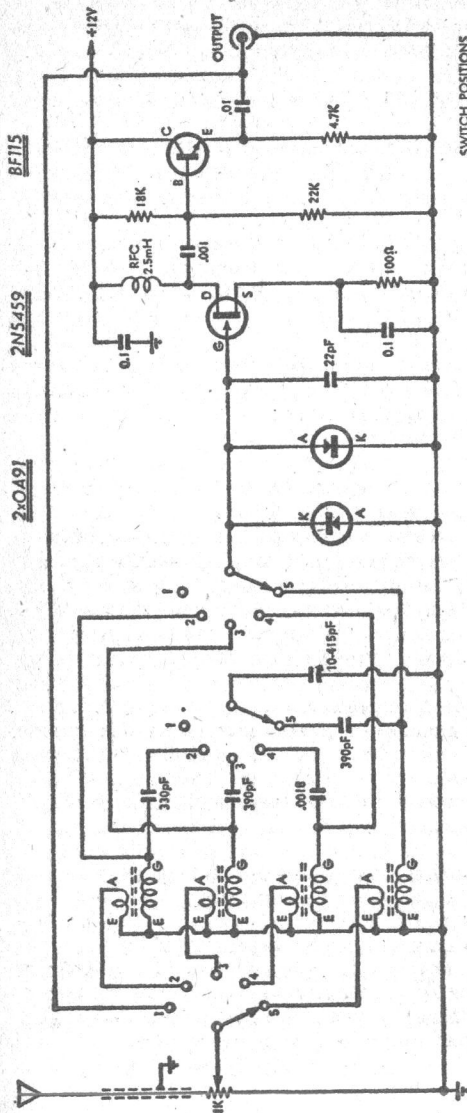 2xOA91
2N5459
BF115
+12V
OUTPUT
1K
1
2
3
4
5
E
A
E
G
E
A
E
G
E
A
E
G
E
A
E
G
330pF
390pF
.0018
390pF
1
2
3
4
5
10-415pF
1
2
3
4
5
K
A
A
K
22pF
G
D
S
0.1
RFC
2.5mH
.001
0.1
100Ω
18K
22K
B
C
E
.01
4.7K
SWITCH POSITIONS